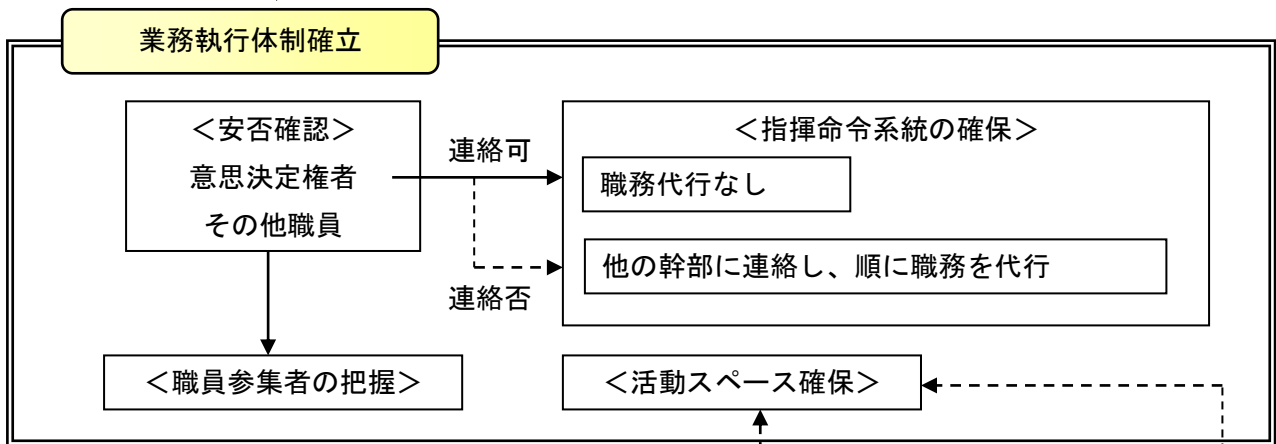 業務執行体制確立
＜安否確認＞
意思決定権者
その他職員
連絡可
連絡否
＜指揮命令系統の確保＞
職務代行なし
他の幹部に連絡し、順に職務を代行
＜職員参集者の把握＞
＜活動スペース確保＞